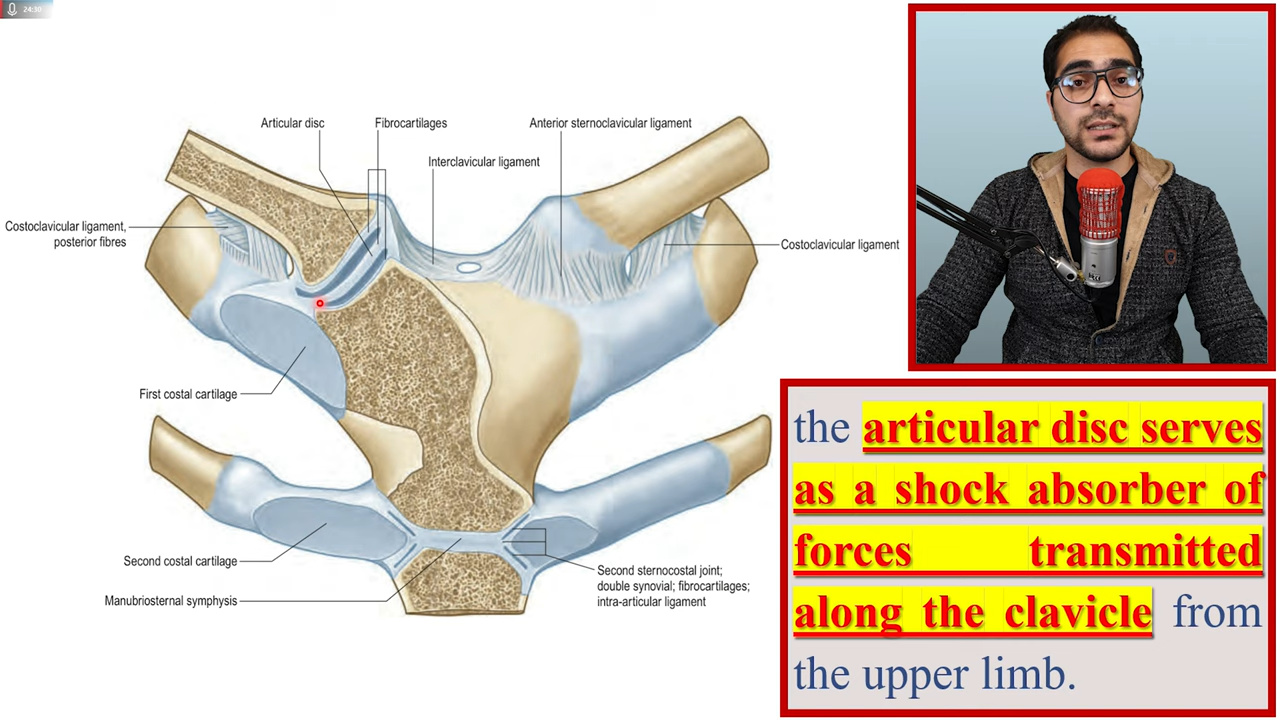 24:30
Articular disc
Fibrocartilages
Anterior sternoclavicular ligament
Interclavicular ligament
Costoclavicular ligament,
posterior fibres
Costoclavicular ligament
First costal cartilage
Second costal cartilage
Manubriosternal symphysis
Second sternocostal joint;
double synovial; fibrocartilages;
intra-articular ligament
the articular disc serves
as a shock absorber of
forces transmitted
along the clavicle from
the upper limb.